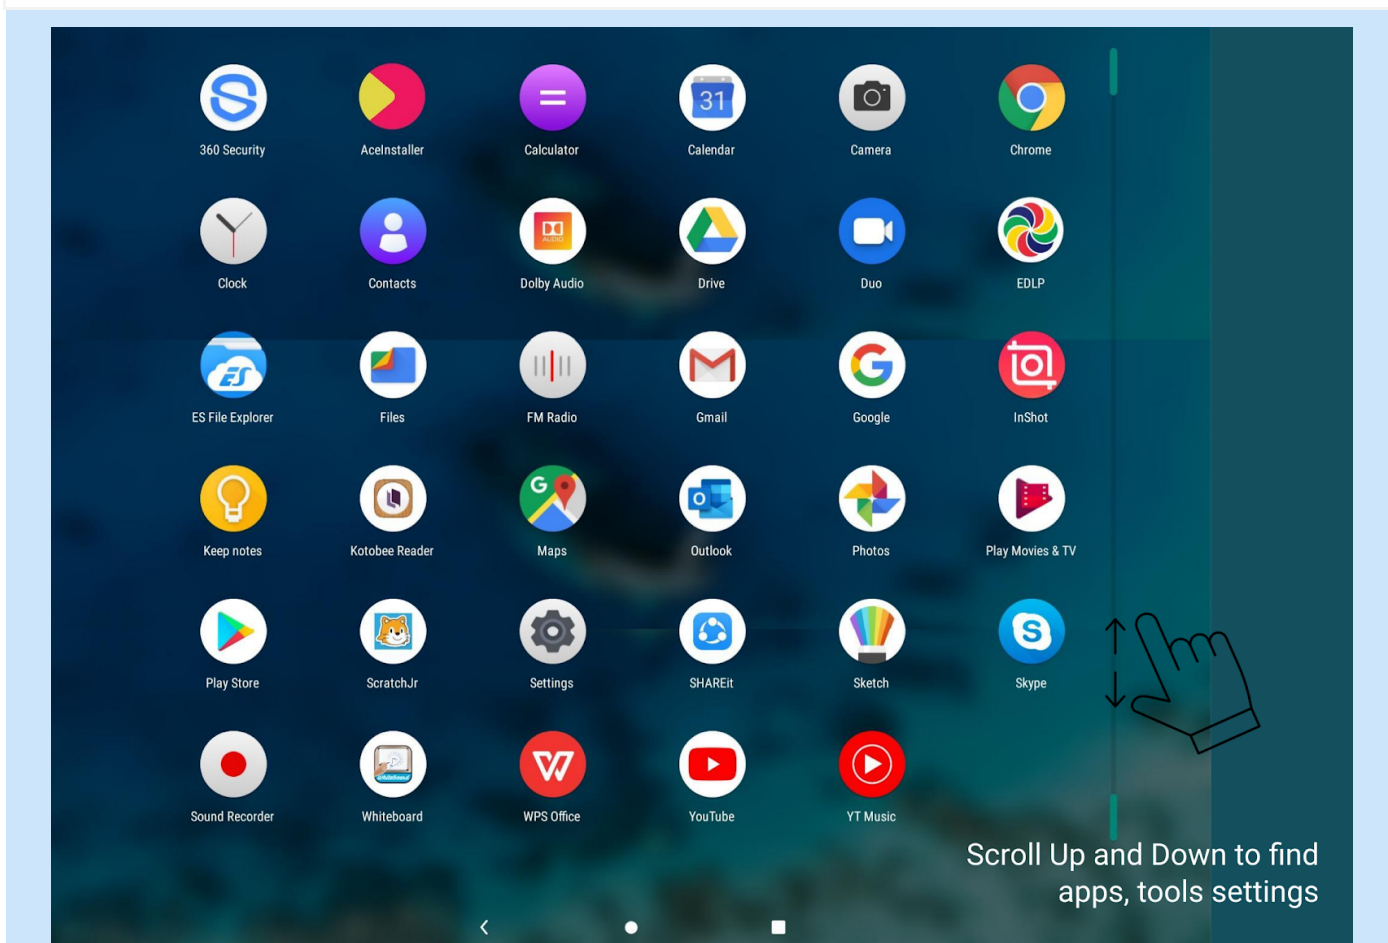 360 Security
AceInstaller
Calculator
31
Calendar
Camera
Chrome
Clock
Contacts
AUDIO
Dolby Audio
Drive
Duo
EDLP
ES
ES File Explorer
Files
FM Radio
Gmail
G
Google
InShot
Keep notes
Kotobee Reader
G
Maps
O
Outlook
Photos
Play Movies & TV
Play Store
ScratchJr
Settings
SHAREit
Sketch
S
Skype
Sound Recorder
Whiteboard
W
WPS Office
YouTube
YT Music
Scroll Up and Down to find
apps, tools settings